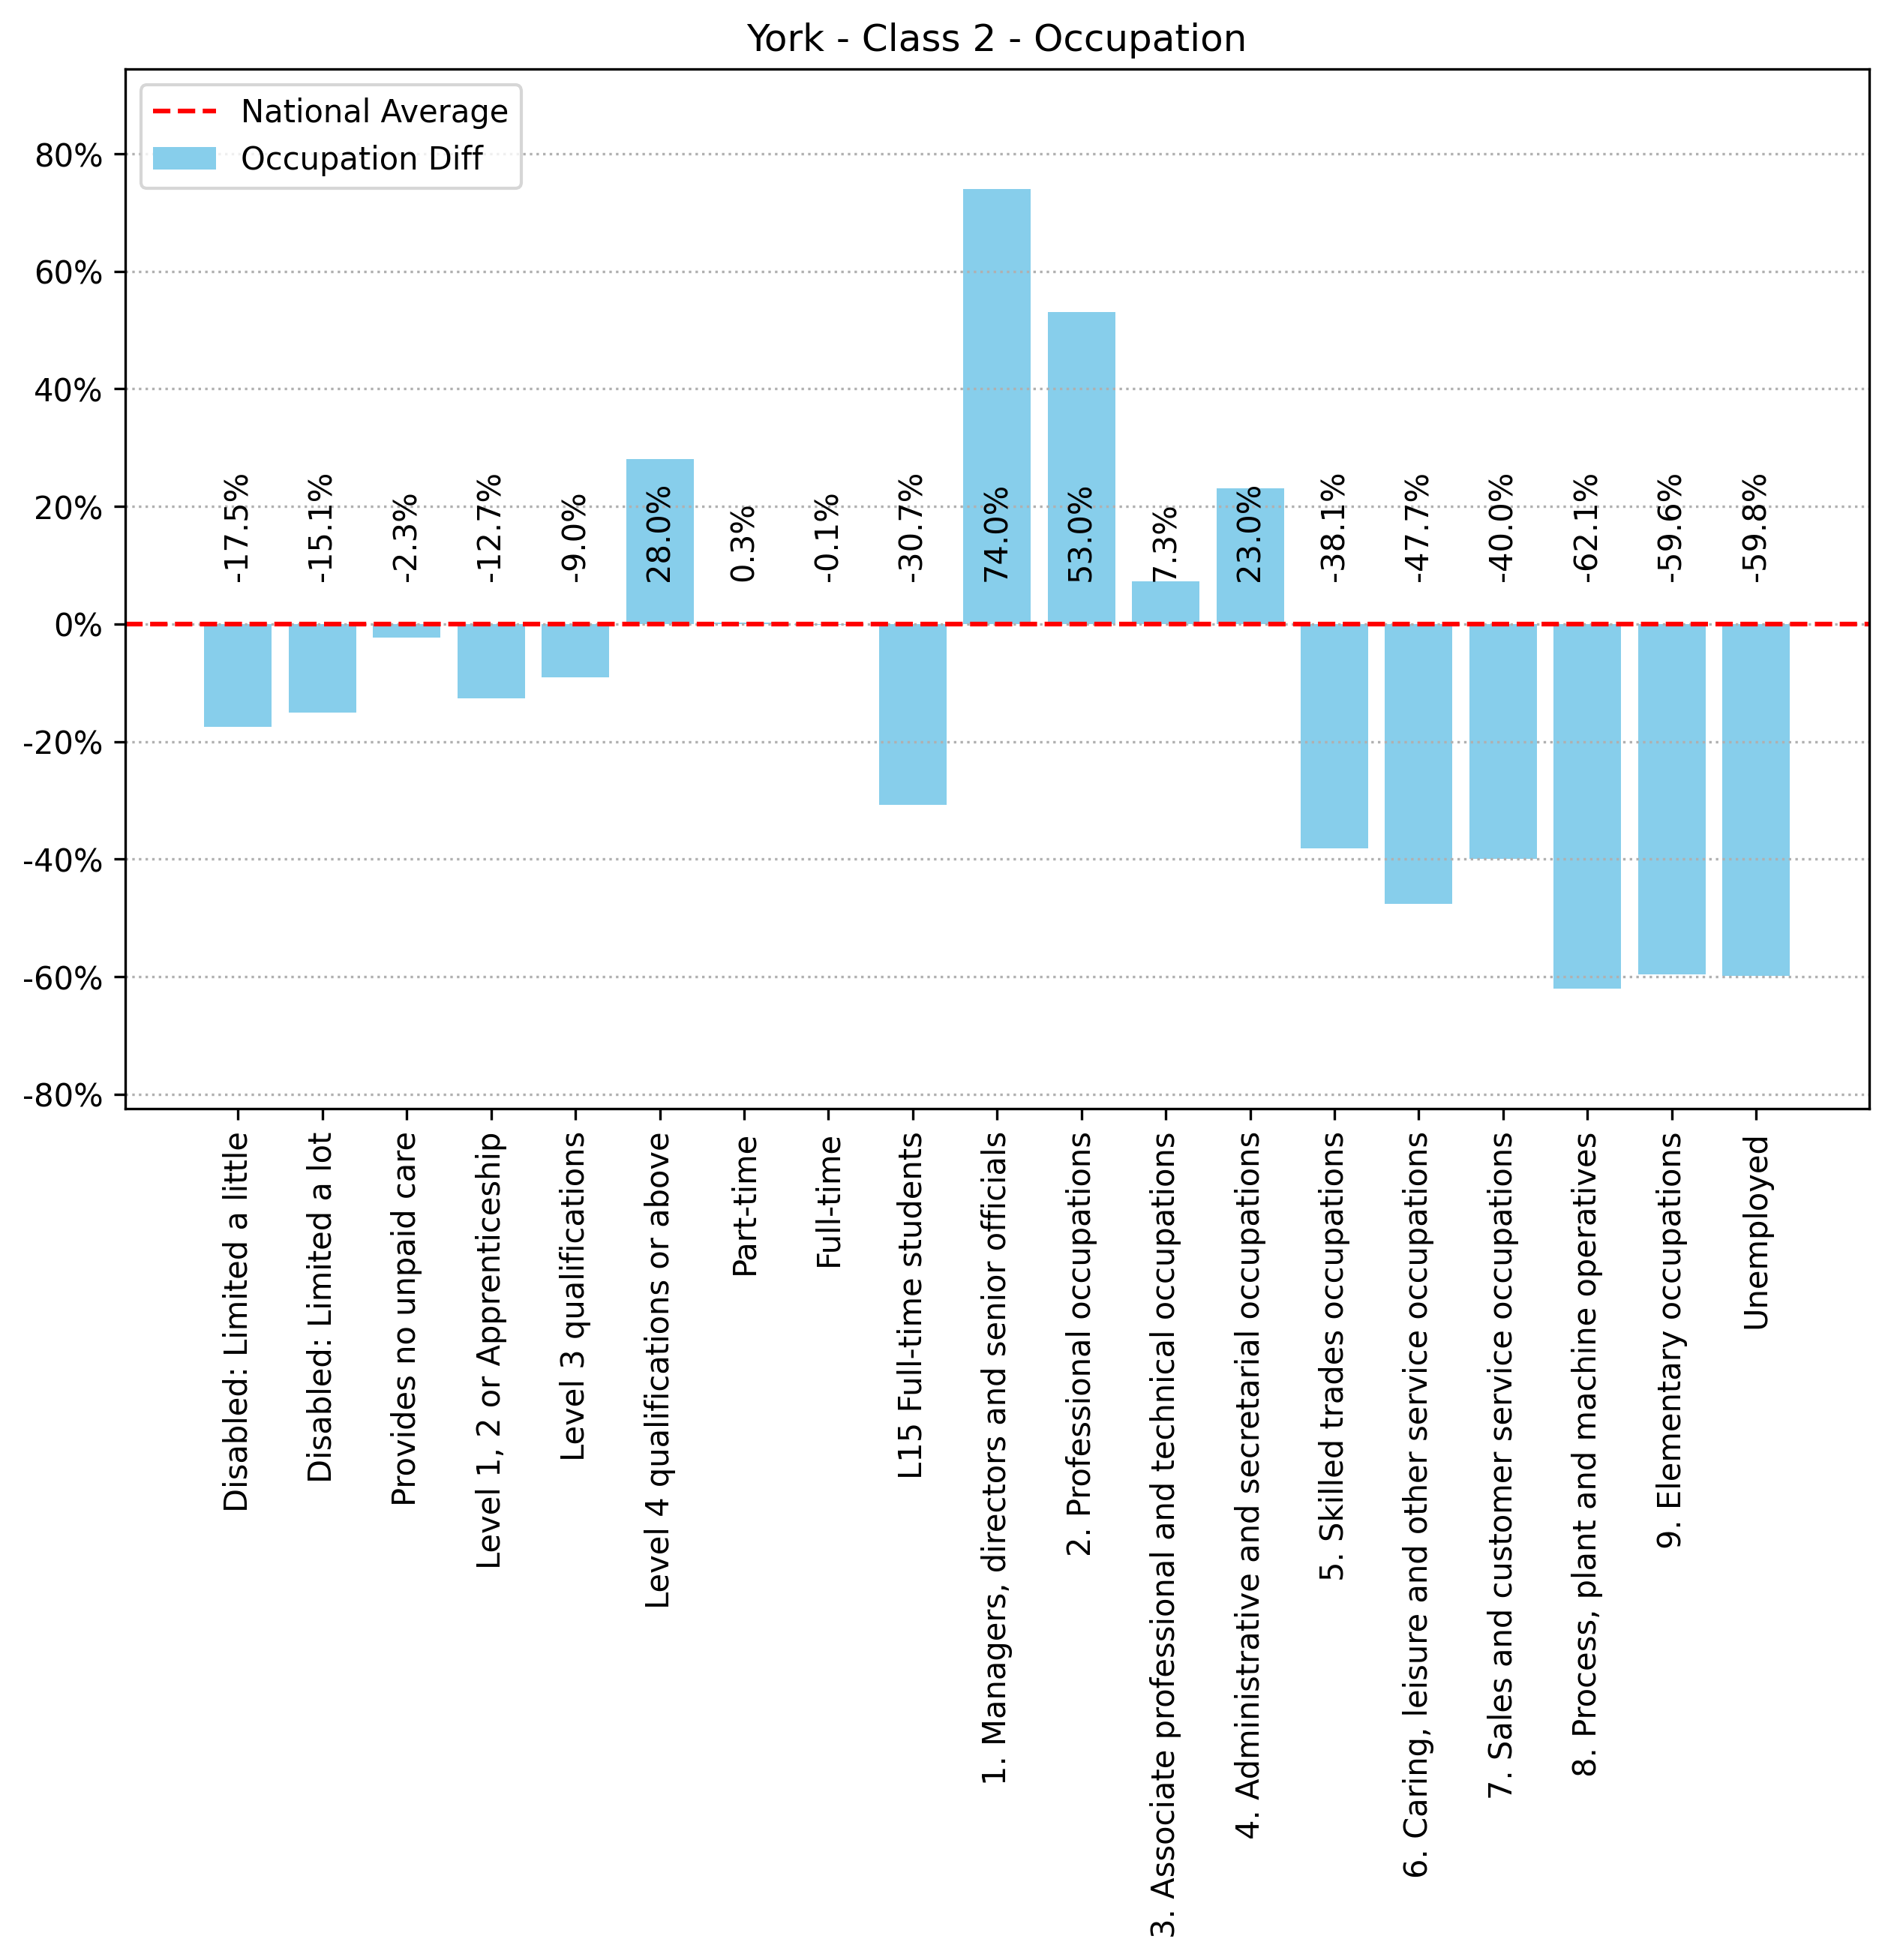 York - Class 2 - Occupation
National Average
Occupation Diff
80%
60%
40%
20%
0%
-20%
-40%
-60%
-80%
-17.5%
-15.1%
-2.3%
-12.7%
-9.0%
28.0%
0.3%
-0.1%
-30.7%
74.0%
53.0%
7.3%
23.0%
-38.1%
-47.7%
-40.0%
-62.1%
-59.6%
-59.8%
Disabled: Limited a little
Disabled: Limited a lot
Provides no unpaid care
Level 1, 2 or Apprenticeship
Level 3 qualifications
Level 4 qualifications or above
Part-time
Full-time
L15 Full-time students
1. Managers, directors and senior officials
2. Professional occupations
3. Associate professional and technical occupations
4. Administrative and secretarial occupations
5. Skilled trades occupations
6. Caring, leisure and other service occupations
7. Sales and customer service occupations
8. Process, plant and machine operatives
9. Elementary occupations
Unemployed